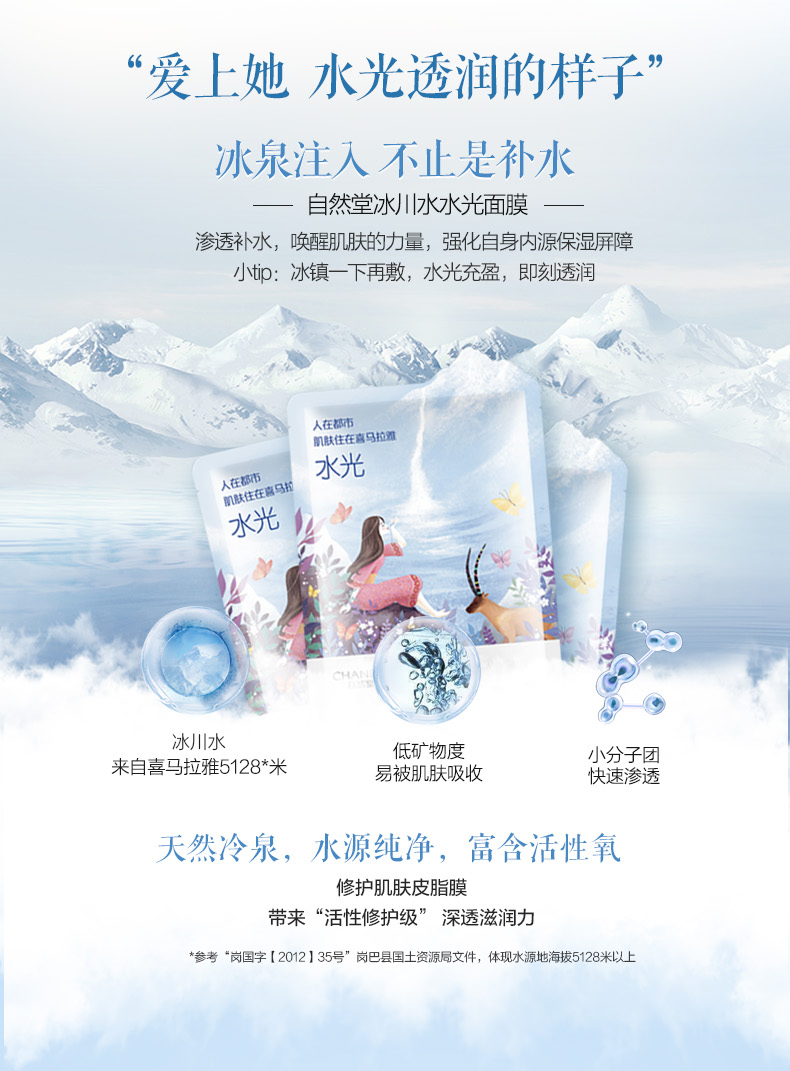 “爱上她 水光透润的样子”
冰泉注入 不止是补水
自然堂冰川水水光面膜
渗透补水，唤醒肌肤的力量，强化自身内源保湿屏障
小tip：冰镇一下再敷，水光充盈，即刻透润
人在都市
肌肤住在喜马拉雅
水光
人在都市
肌肤住在喜马拉
水光
CHAN
冰川水
来自喜马拉雅5128*米
低矿物度
易被肌肤吸收
小分子团
快速渗透
天然冷泉，水源纯净，富含活性氧
修护肌肤皮脂膜
带来“活性修护级” 深透滋润力
*参考“岗国字【2012】35号”岗巴县国土资源局文件，体现水源地海拔5128米以上